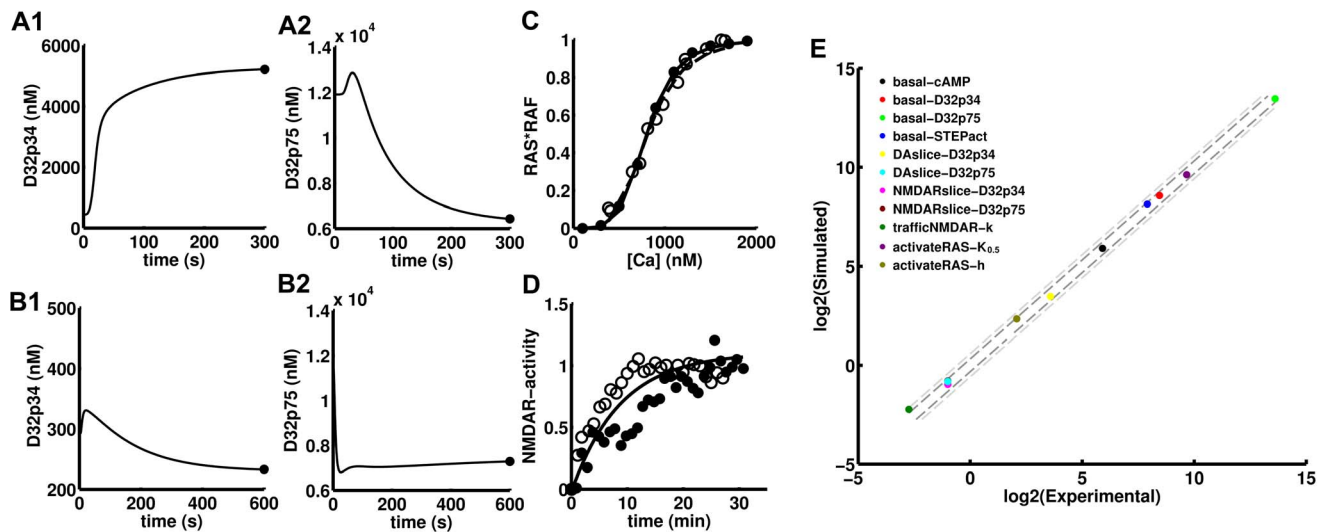 A1
D32p34 (nM)
6000
4000
2000
0
0 100 200 300
time (s)
A2
1.4 x 10⁴
D32p75 (nM)
1.4
1.2
1
0.8
0.6
0 100 200 300
time (s)
B1
D32p34 (nM)
500
400
300
200
0 200 400 600
time (s)
B2
x 10⁴
D32p75 (nM)
1.4
1.2
1
0.8
0.6
0 200 400 600
time (s)
C
RAS*RAF
1
0.8
0.6
0.4
0.2
0
0 1000 2000
[Ca] (nM)
D
NMDAR-activity
1.5
1
0.5
0
0 10 20 30
time (min)
E
log2(Simulated)
15
10
5
0
-5
-5 0 5 10 15
log2(Experimental)
basal-cAMP
basal-D32p34
basal-D32p75
basal-STEPact
DAslice-D32p34
DAslice-D32p75
NMDARslice-D32p34
NMDARslice-D32p75
trafficNMDAR-k
activateRAS-K₀.₅
activateRAS-h